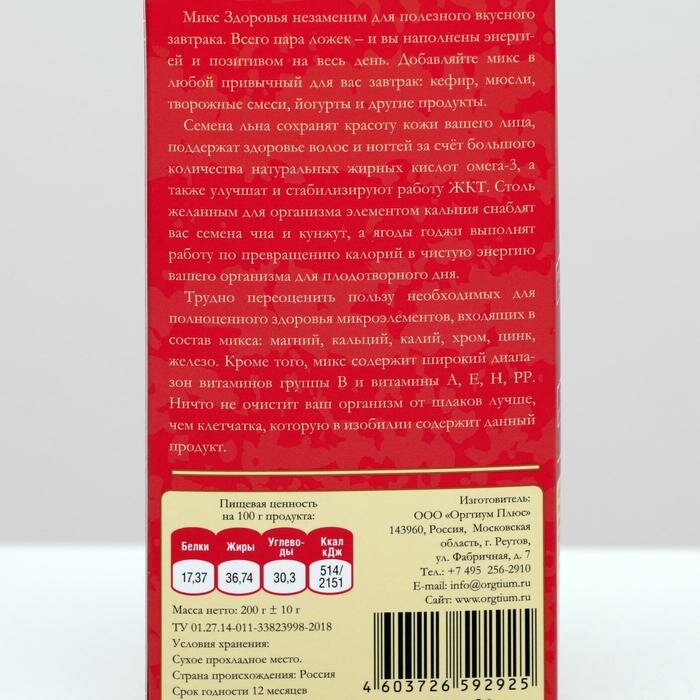 Микс Здоровья незаменим для полезного вкусного
завтрака. Всего пара ложек – и вы наполнены энерги-
ей и позитивом на весь день. Добавляйте микс в
любой привычный для вас завтрак: кефир, мюсли,
творожные смеси, йогурты и другие продукты.
Семена льна сохранят красоту кожи вашего лица,
поддержат здоровье волос и ногтей за счёт большого
количества натуральных жирных кислот омега-3, а
также улучшат и стабилизируют работу ЖКТ. Столь
желанным для организма элементом кальция снабдят
вас семена чиа и кунжут, а ягоды годжи выполнят
работу по превращению калорий в чистую энергию
вашего организма для плодотворного дня.
Трудно переоценить пользу необходимых для
полноценного здоровья микроэлементов, входящих в
состав микса: магний, кальций, калий, хром, цинк,
железо. Кроме того, микс содержит широкий диапа-
зон витаминов группы В и витамины А, Е, Н, РР.
Ничто не очистит ваш организм от шлаков лучше,
чем клетчатка, которую в изобилии содержит данный
продукт.
Пищевая ценность
на 100 г продукта:
Белки Жиры Углево-ды Ккал кДж
17,37 36,74 30,3 514/2151
Масса нетто: 200 г ± 10 г
ТУ 01.27.14-011-33823998-2018
Условия хранения:
Сухое прохладное место.
Страна происхождения: Россия
Срок годности 12 месяцев
Изготовитель:
ООО «Оргтиум Плюс»
143960, Россия, Московская
область, г. Реутов,
ул. Фабричная, д. 7
Тел.: +7 495 256-2910
E-mail: info@orgtium.ru
Сайт: www.orgtium.ru
4 603726 592925